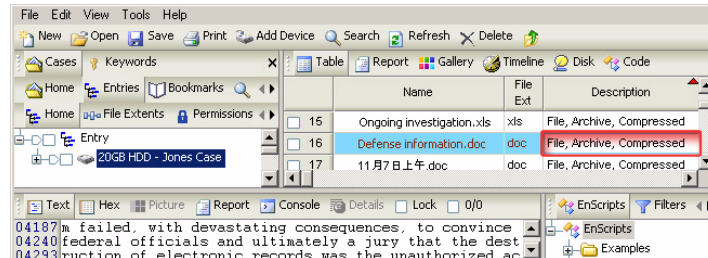 File Edit View Tools Help
New Open Save Print Add Device Search Refresh Delete
Cases Keywords
Table Report Gallery Timeline Disk Code
Home Entries Bookmarks
Name File Ext Description
Home File Extents Permissions
15 Ongoing investigation.xls xls File, Archive, Compressed
Entry
16 Defense information.doc doc File, Archive, Compressed
20GB HDD - Jones Case
17 11月7日上午.doc doc File, Archive, Compressed
Text Hex Picture Report Console Details Lock 0/0
EnScripts Filters
04187 m failed, with devastating consequences, to convince
EnScripts
04240 federal officials and ultimately a jury that the dest
Examples
04293 ruction of electronic records was the unauthorized ac